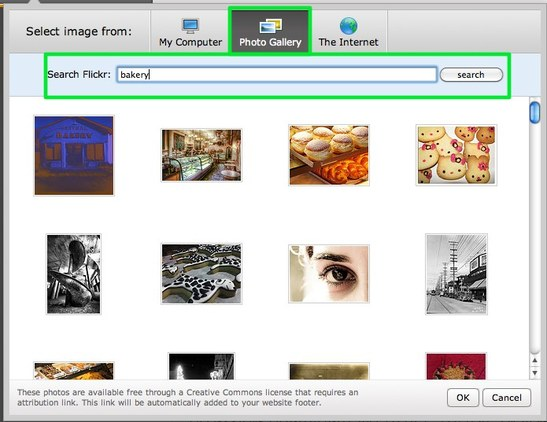 Select image from:
My Computer
Photo Gallery
The Internet
Search Flickr: bakery search
These photos are available free through a Creative Commons license that requires an
attribution link. This link will be automatically added to your website footer.
OK Cancel